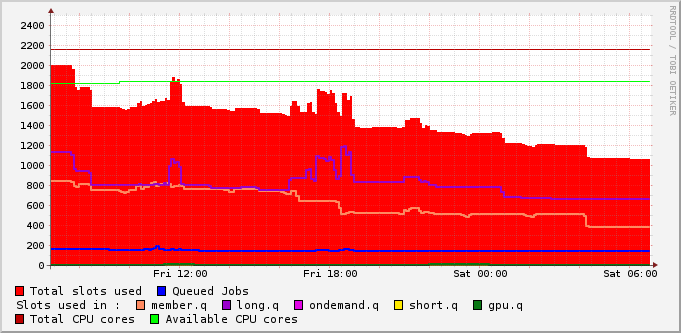 RRDTOOL / TOBI OETIKER
2400
2200
2000
1800
1600
1400
1200
1000
800
600
400
200
0
Fri 12:00 Fri 18:00 Sat 00:00 Sat 06:00
Total slots used Queued Jobs
Slots used in : member.q long.q ondemand.q short.q gpu.q
Total CPU cores Available CPU cores